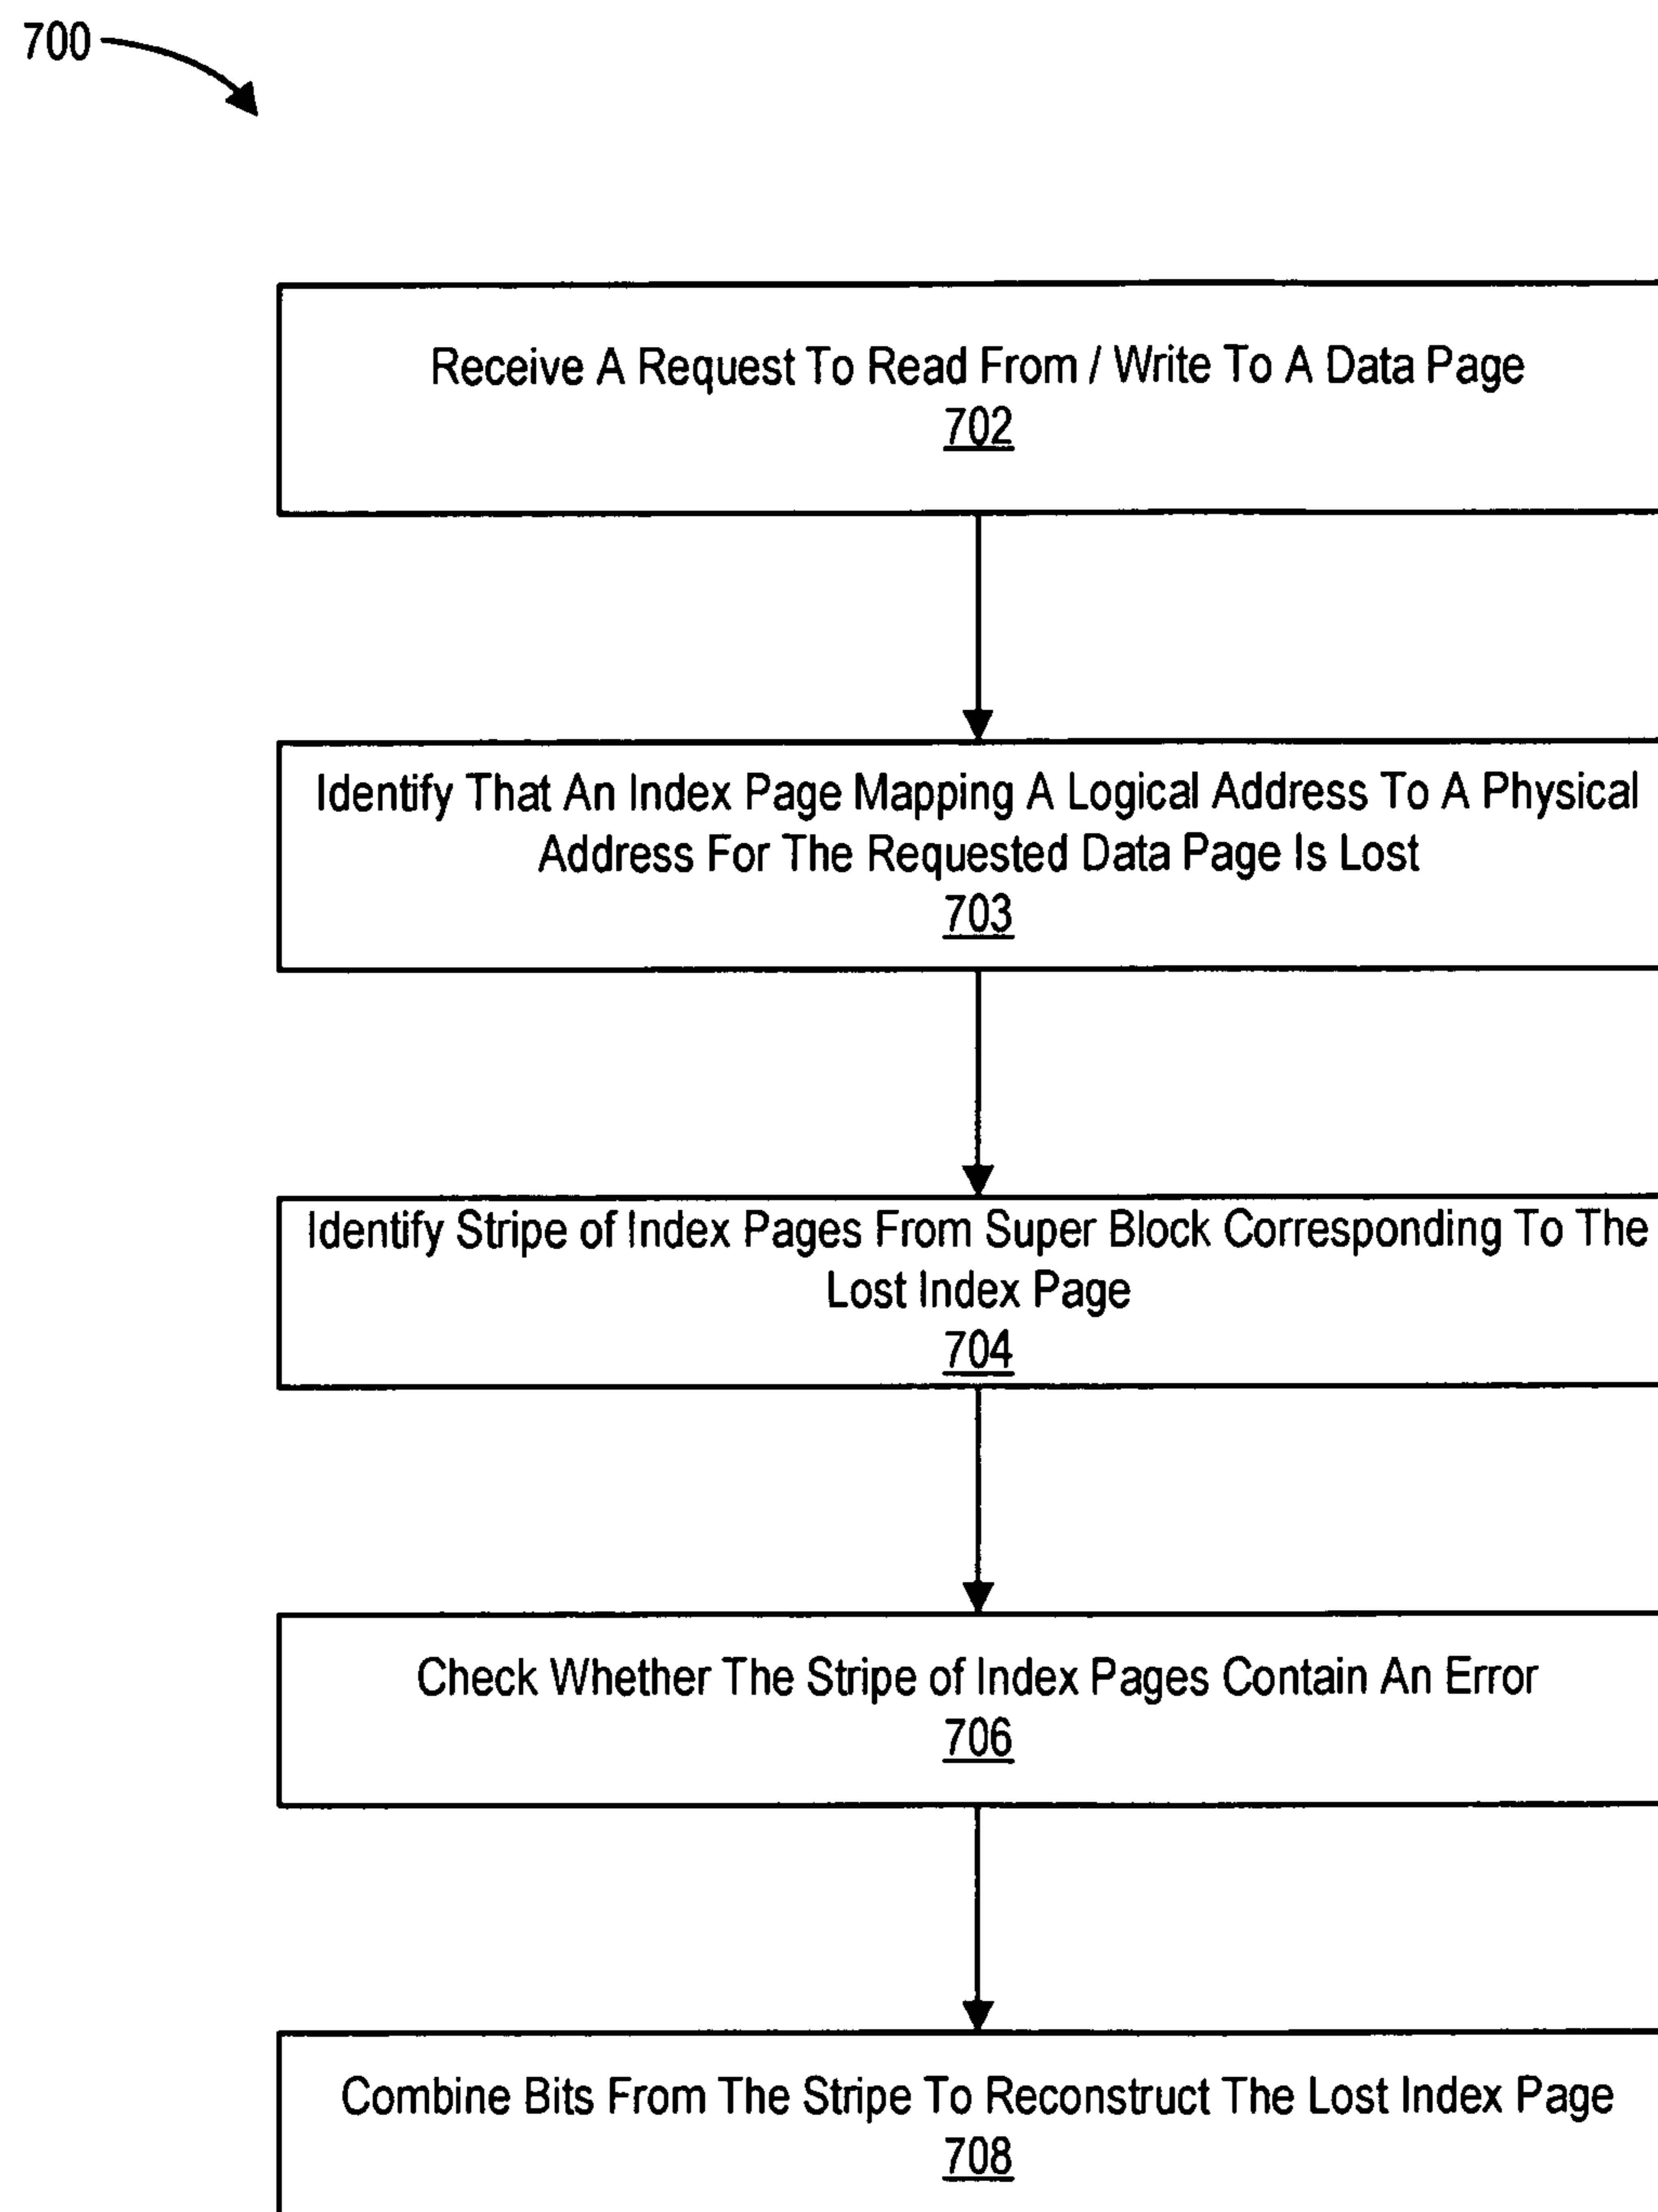 700
Receive A Request To Read From / Write To A Data Page
702
Identify That An Index Page Mapping A Logical Address To A Physical
Address For The Requested Data Page Is Lost
703
Identify Stripe of Index Pages From Super Block Corresponding To The
Lost Index Page
704
Check Whether The Stripe of Index Pages Contain An Error
706
Combine Bits From The Stripe To Reconstruct The Lost Index Page
708